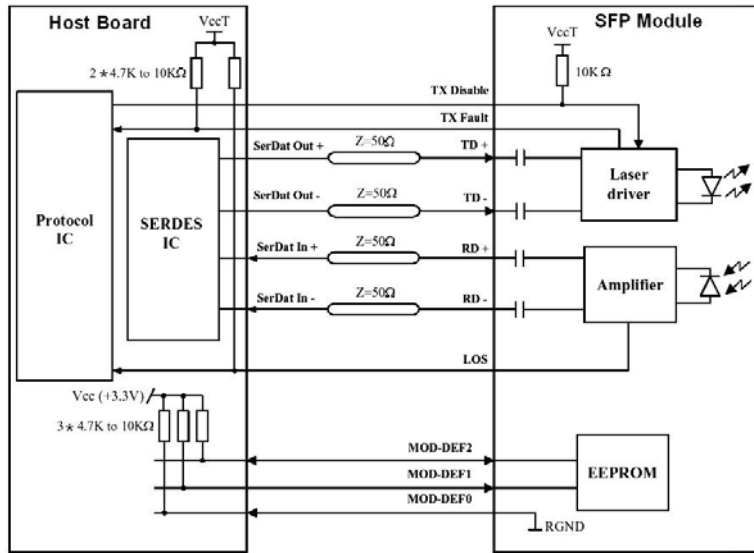 Host Board
SFP Module
VccT
VccT
2*4.7K to 10KΩ
10K Ω
TX Disable
TX Fault
SerDat Out +
Z=50Ω
TD +
SerDat Out -
Z=50Ω
TD -
Laser
driver
Protocol
IC
SERDES
IC
SerDat In +
Z=50Ω
RD +
SerDat In -
Z=50Ω
RD -
Amplifier
LOS
Vcc (+3.3V)
3*4.7K to 10KΩ
MOD-DEF2
MOD-DEF1
MOD-DEF0
EEPROM
RGND